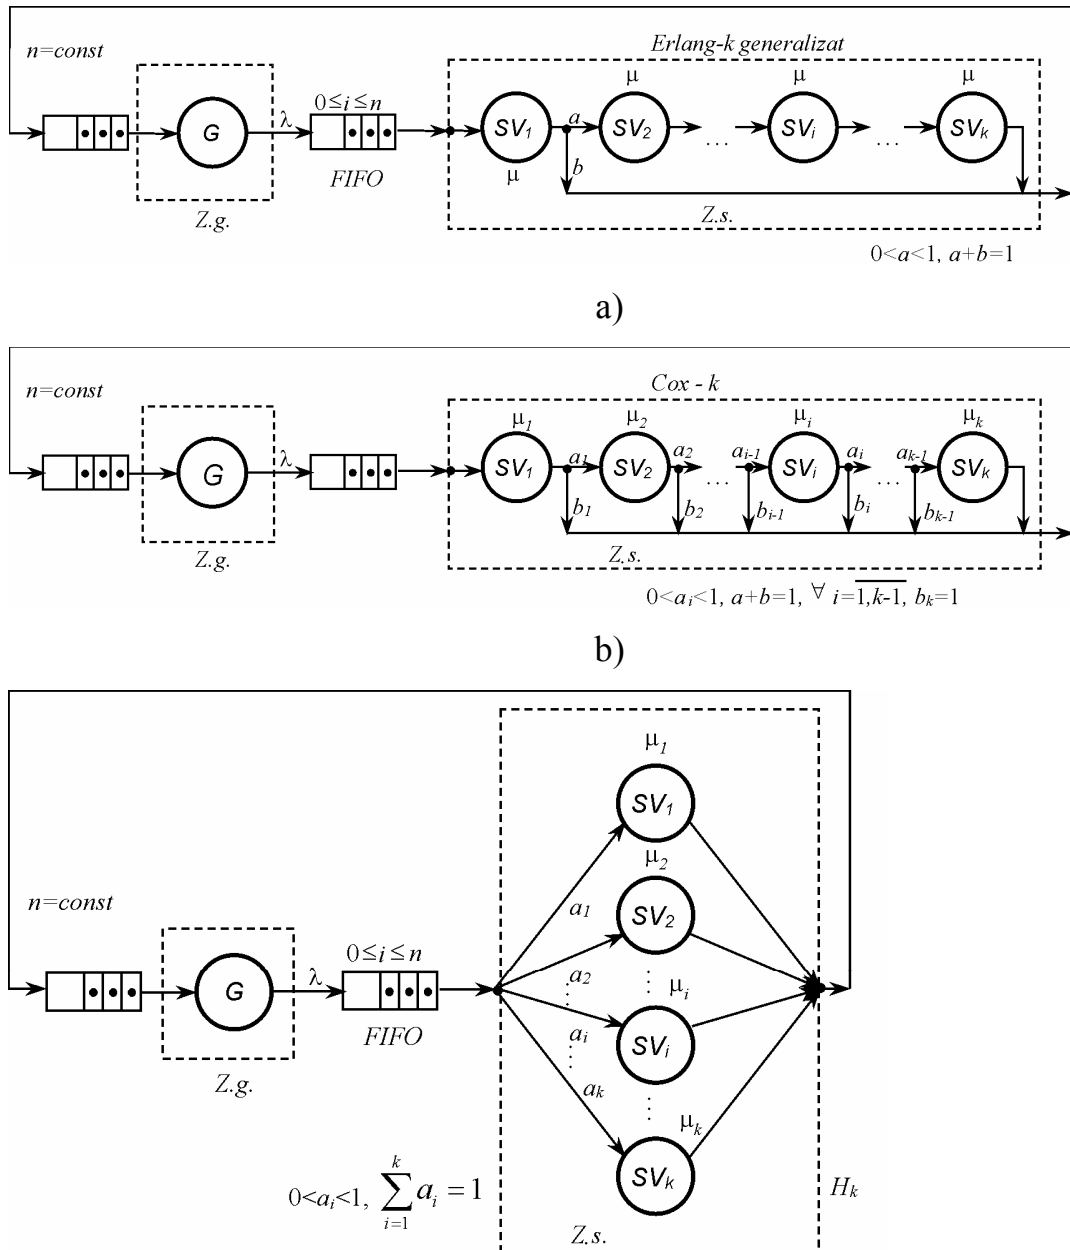 n=const
Erlang-k generalizat
μ μ μ
0≤i≤n
λ
G
SV₁ a SV₂ ... SVᵢ ... SVₖ
μ
b
FIFO
Z.g.
Z.s.
0<a<1, a+b=1
a)
n=const
Cox - k
μ₁ μ₂ μᵢ μₖ
λ
G
SV₁ a₁ SV₂ a₂ ... aᵢ₋₁ SVᵢ aᵢ ... aₖ₋₁ SVₖ
b₁ b₂ bᵢ₋₁ bᵢ bₖ₋₁
Z.g.
Z.s.
0<aᵢ<1, a+b=1, ∀ i=1,k-1, bₖ=1
b)
μ₁
SV₁
μ₂
n=const
a₁
SV₂
0≤i≤n
a₂
μᵢ
λ
G
FIFO
aᵢ
SVᵢ
Z.g.
aₖ
μₖ
SVₖ
0<aᵢ<1, \sum_{i=1}^{k} aᵢ = 1
Hₖ
Z.s.